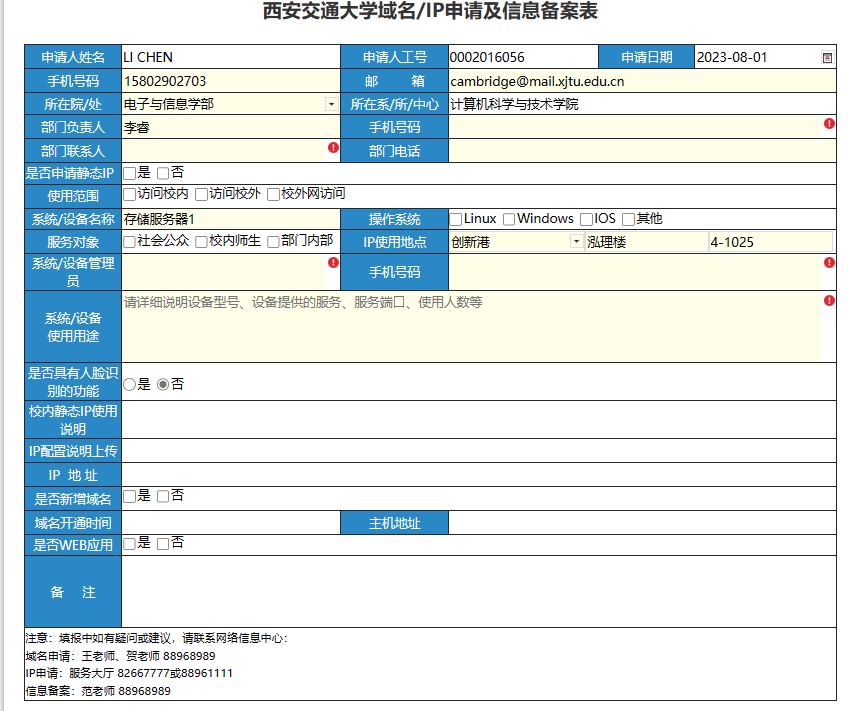 西安交通大学域名/IP申请及信息备案表
申请人姓名 LI CHEN 申请人工号 0002016056 申请日期 2023-08-01
手机号码 15802902703 邮 箱 cambridge@mail.xjtu.edu.cn
所在院/处 电子与信息学部 所在系/所/中心 计算机科学与技术学院
部门负责人 李睿 手机号码
部门联系人 部门电话
是否申请静态IP 是 否
使用范围 访问校内 访问校外 校外网访问
系统/设备名称 存储服务器1 操作系统 Linux Windows IOS 其他
服务对象 社会公众 校内师生 部门内部 IP使用地点 创新港 泓理楼 4-1025
系统/设备管理
员 手机号码
系统/设备
使用用途 请详细说明设备型号、设备提供的服务、服务端口、使用人数等
是否具有人脸识
别的功能 是 否
校内静态IP使用
说明
IP配置说明上传
IP 地 址
是否新增域名 是 否
域名开通时间 主机地址
是否WEB应用 是 否
备 注
注意：填报中如有疑问或建议，请联系网络信息中心：
域名申请：王老师、贺老师 88968989
IP申请：服务大厅 82667777或88961111
信息备案：范老师 88968989